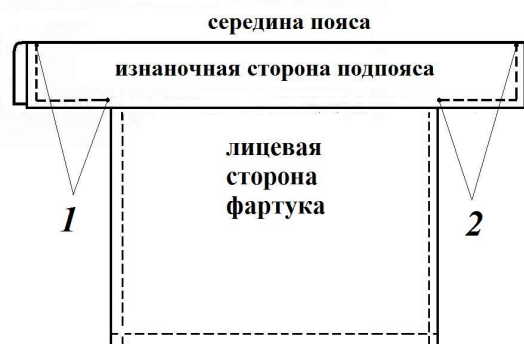 середина пояса
изнаночная сторона подпояса
лицевая
сторона
фартука
1
2